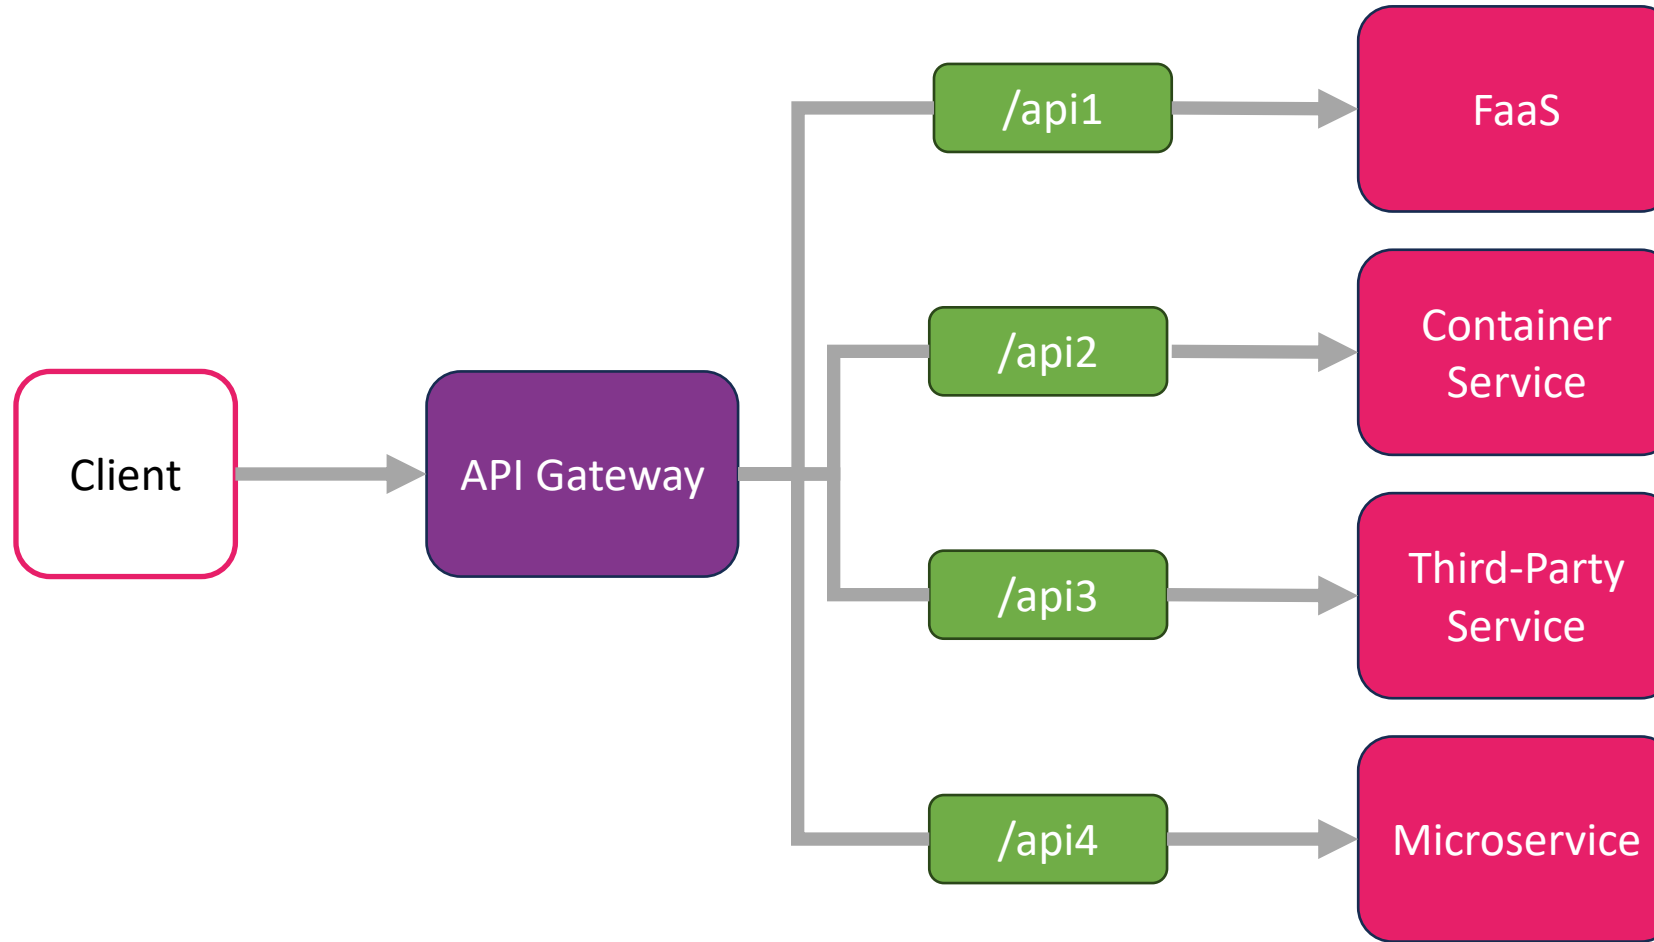 Client
API Gateway
/api1
FaaS
/api2
Container
Service
/api3
Third-Party
Service
/api4
Microservice